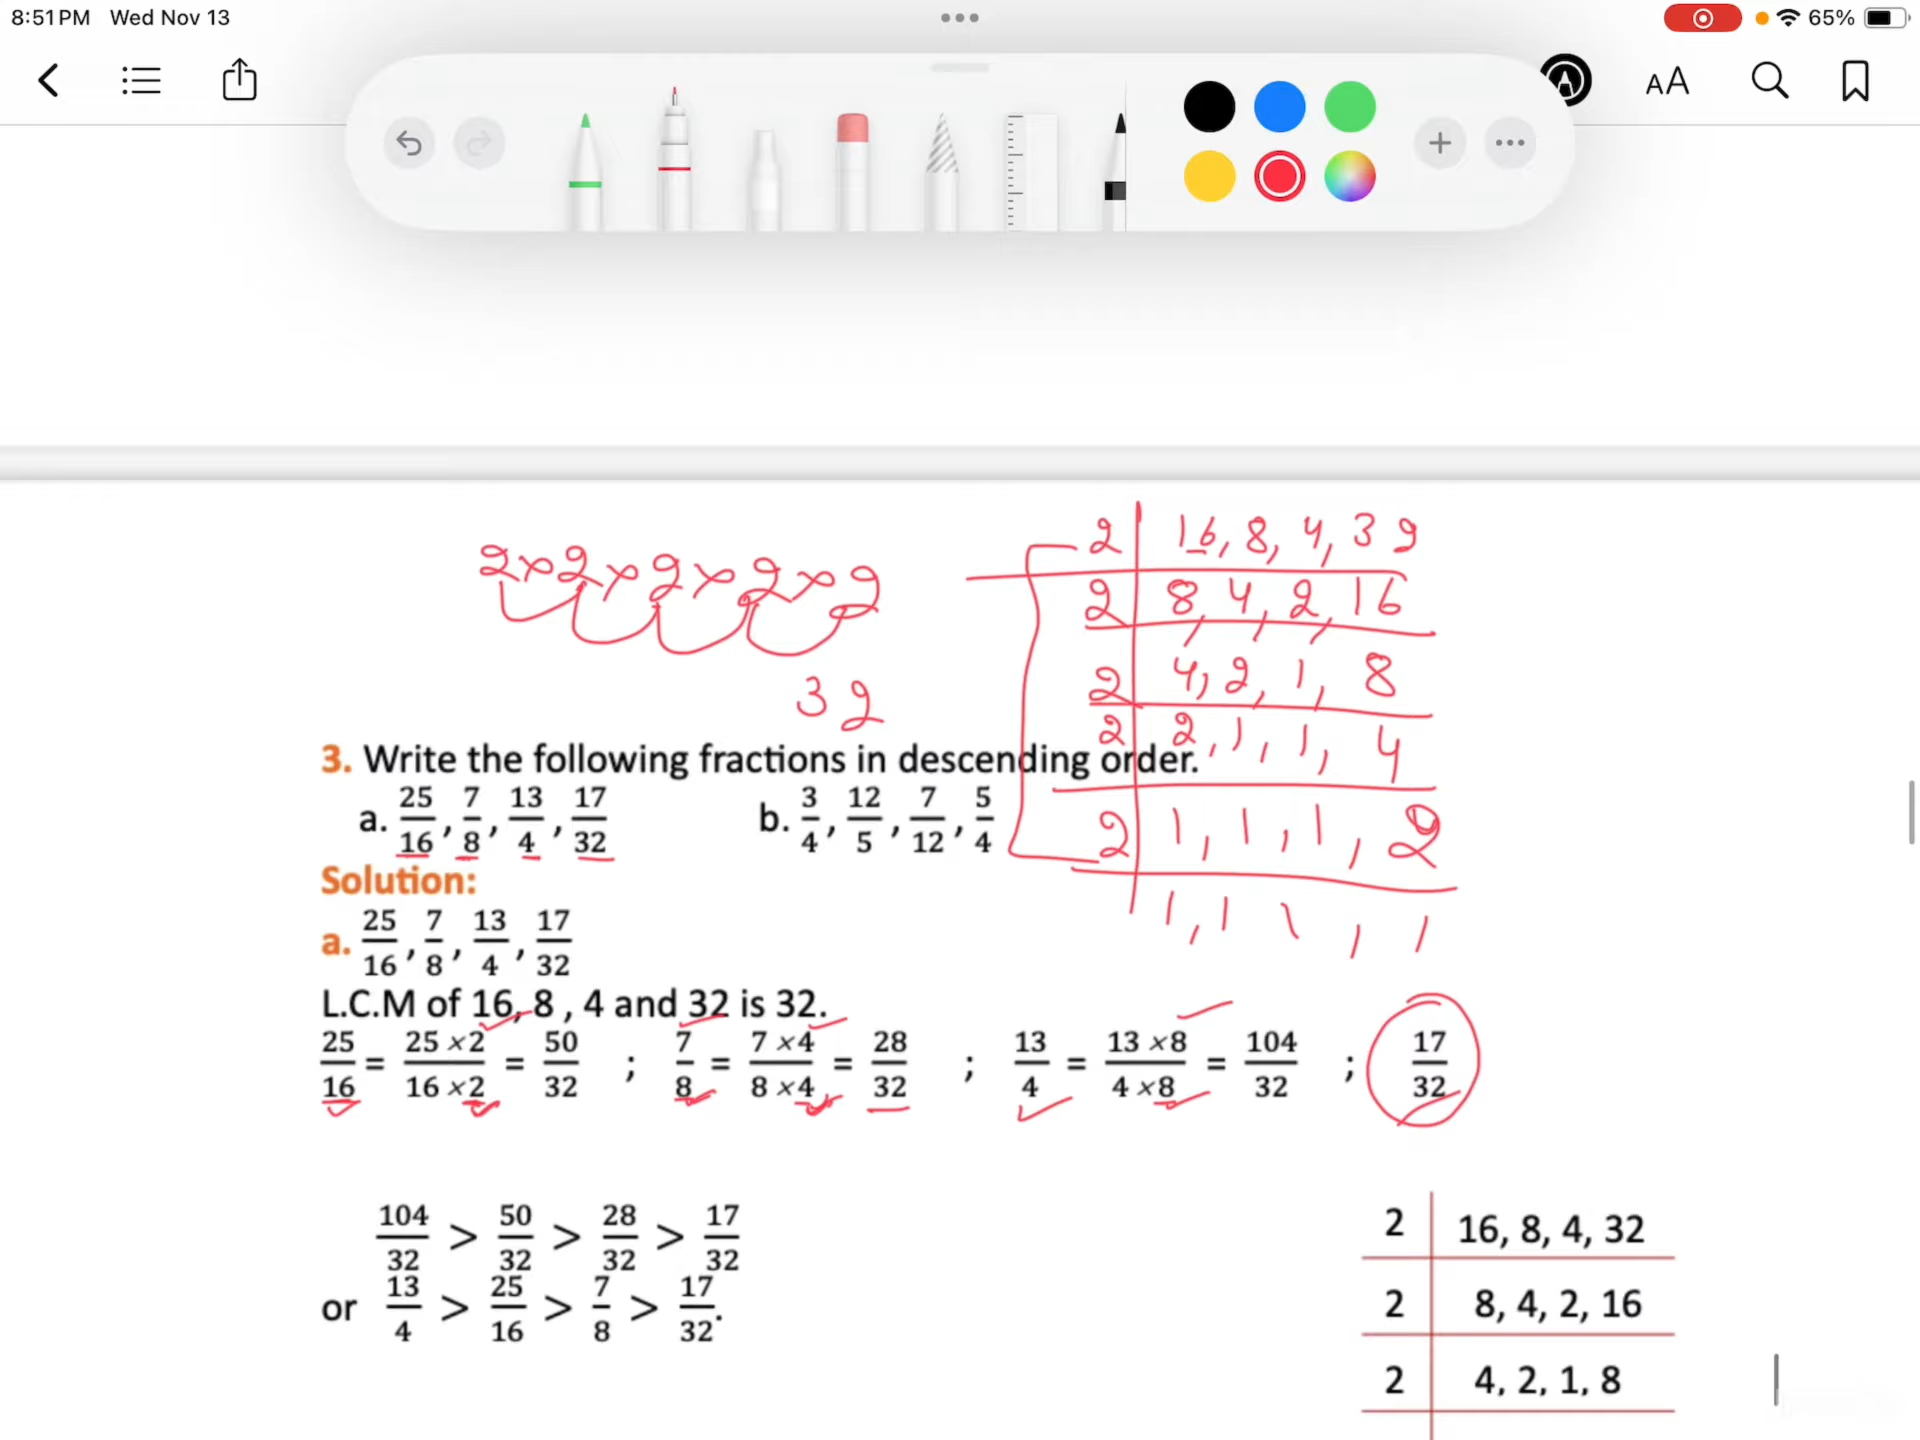 8:51 PM Wed Nov 13
65%
AA
2×2×2×2×2
32
2 | 16, 8, 4, 32
2 | 8, 4, 2, 16
2 | 4, 2, 1, 8
2 | 2, 1, 1, 4
2 | 1, 1, 1, 2
1, 1, 1, 1
3. Write the following fractions in descending order.
a. 25/16, 7/8, 13/4, 17/32 b. 3/4, 12/5, 7/12, 5/4
Solution:
a. 25/16, 7/8, 13/4, 17/32
L.C.M of 16, 8 , 4 and 32 is 32.
25/16 = 25 ×2/16 ×2 = 50/32 ; 7/8 = 7 ×4/8 ×4 = 28/32 ; 13/4 = 13 ×8/4 ×8 = 104/32 ; 17/32
104/32 > 50/32 > 28/32 > 17/32
or 13/4 > 25/16 > 7/8 > 17/32.
2 | 16, 8, 4, 32
2 | 8, 4, 2, 16
2 | 4, 2, 1, 8